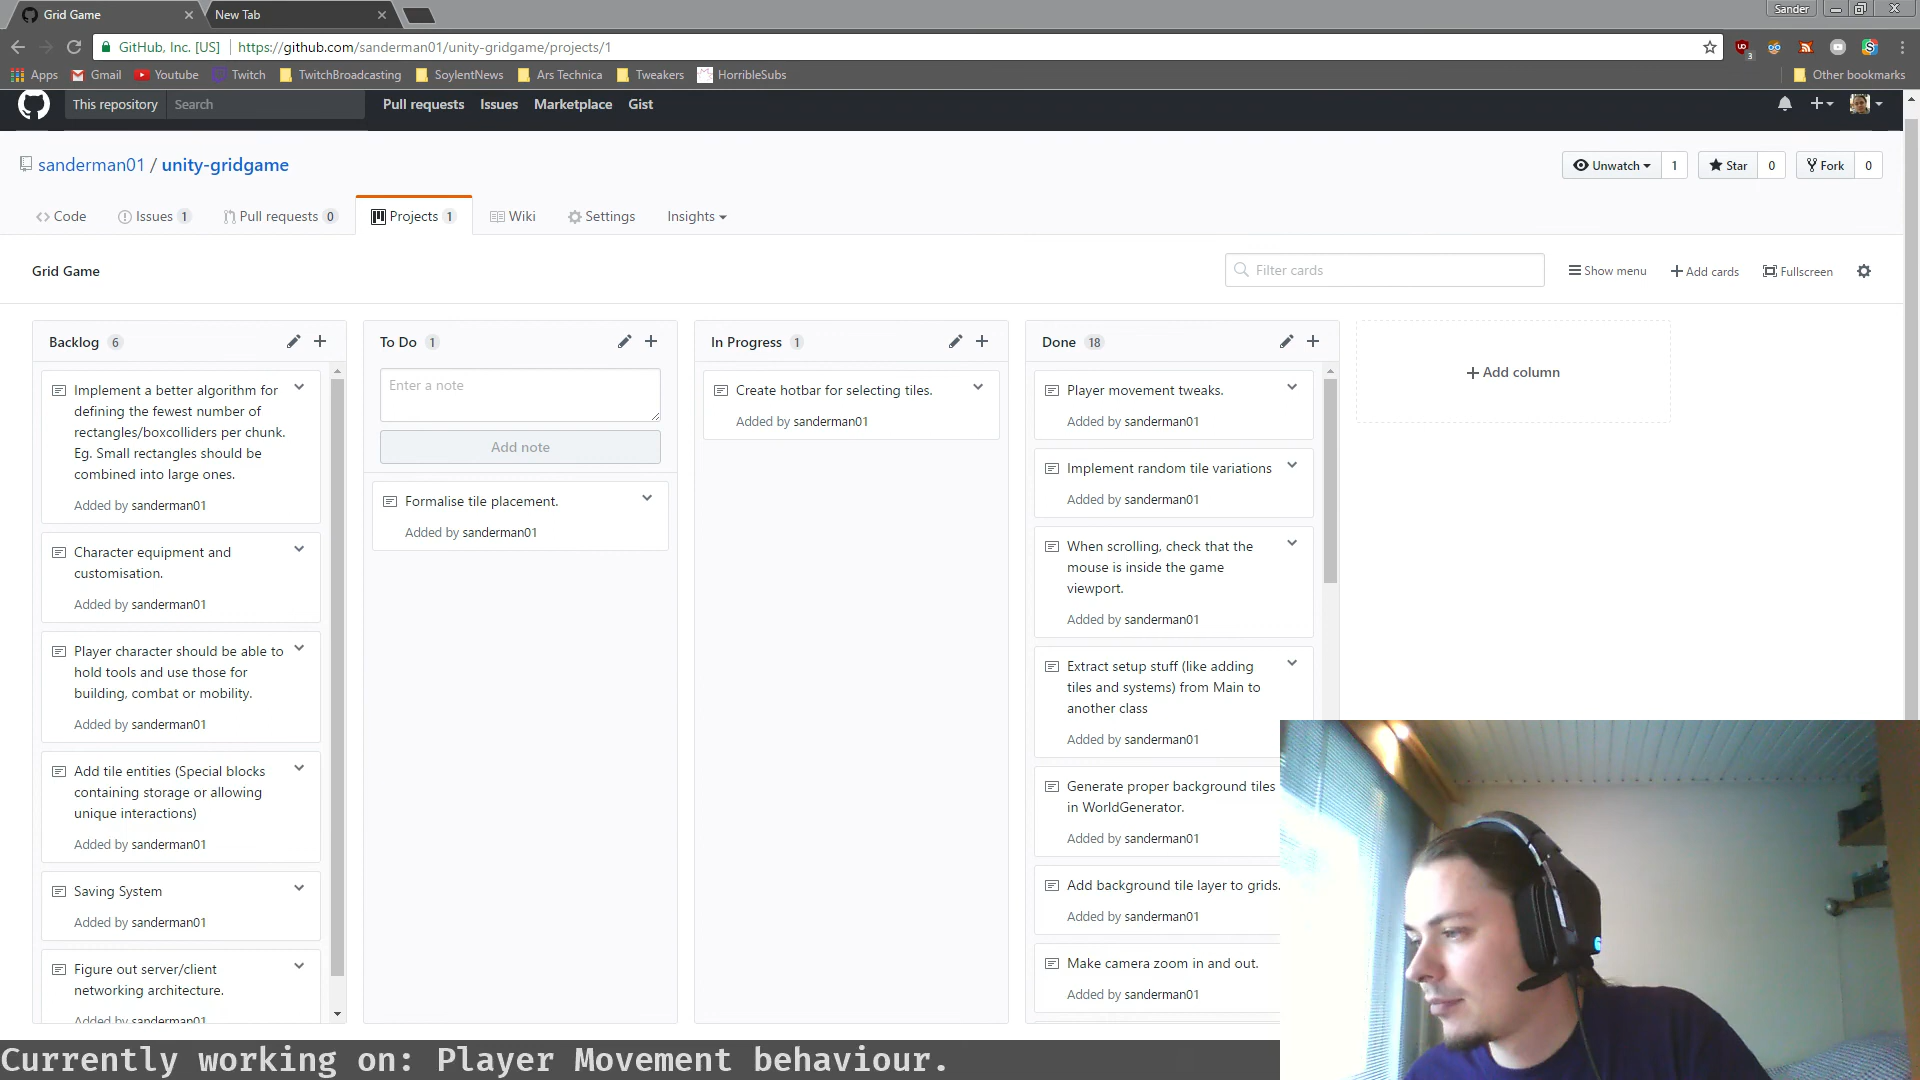 Grid Game
New Tab
Sander
GitHub, Inc. [US]
https://github.com/sanderman01/unity-gridgame/projects/1
3
Apps
Gmail
Youtube
Twitch
TwitchBroadcasting
SoylentNews
Ars Technica
Tweakers
HorribleSubs
Other bookmarks
This repository
Search
Pull requests
Issues
Marketplace
Gist
sanderman01 / unity-gridgame
Unwatch
1
Star
0
Fork
0
Code
Issues 1
Pull requests 0
Projects 1
Wiki
Settings
Insights
Grid Game
Filter cards
Show menu
Add cards
Fullscreen
Backlog 6
Implement a better algorithm for
defining the fewest number of
rectangles/boxcolliders per chunk.
Eg. Small rectangles should be
combined into large ones.
Added by sanderman01
Character equipment and
customisation.
Added by sanderman01
Player character should be able to
hold tools and use those for
building, combat or mobility.
Added by sanderman01
Add tile entities (Special blocks
containing storage or allowing
unique interactions)
Added by sanderman01
Saving System
Added by sanderman01
Figure out server/client
networking architecture.
Added by sanderman01
To Do 1
Enter a note
Add note
Formalise tile placement.
Added by sanderman01
In Progress 1
Create hotbar for selecting tiles.
Added by sanderman01
Done 18
Player movement tweaks.
Added by sanderman01
Implement random tile variations
Added by sanderman01
When scrolling, check that the
mouse is inside the game
viewport.
Added by sanderman01
Extract setup stuff (like adding
tiles and systems) from Main to
another class
Added by sanderman01
Generate proper background tiles
in WorldGenerator.
Added by sanderman01
Add background tile layer to grids.
Added by sanderman01
Make camera zoom in and out.
Added by sanderman01
Add column
Currently working on: Player Movement behaviour.